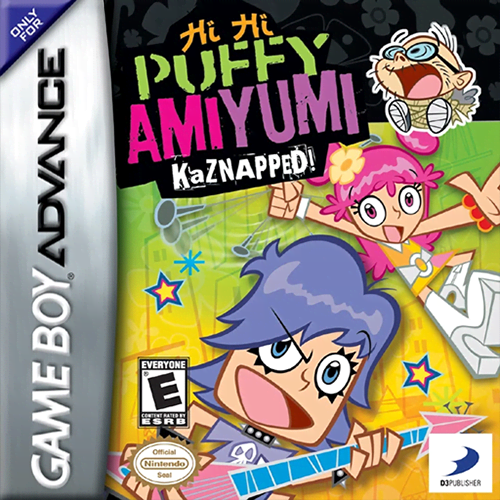 ONLY
FOR
GAME BOY ADVANCE
Hi Hi
PUFFY
AMIYUMI
KaZNAPPED!
EVERYONE
E
CONTENT RATED BY
ESRB
Official
Nintendo
Seal
D3PUBLISHER